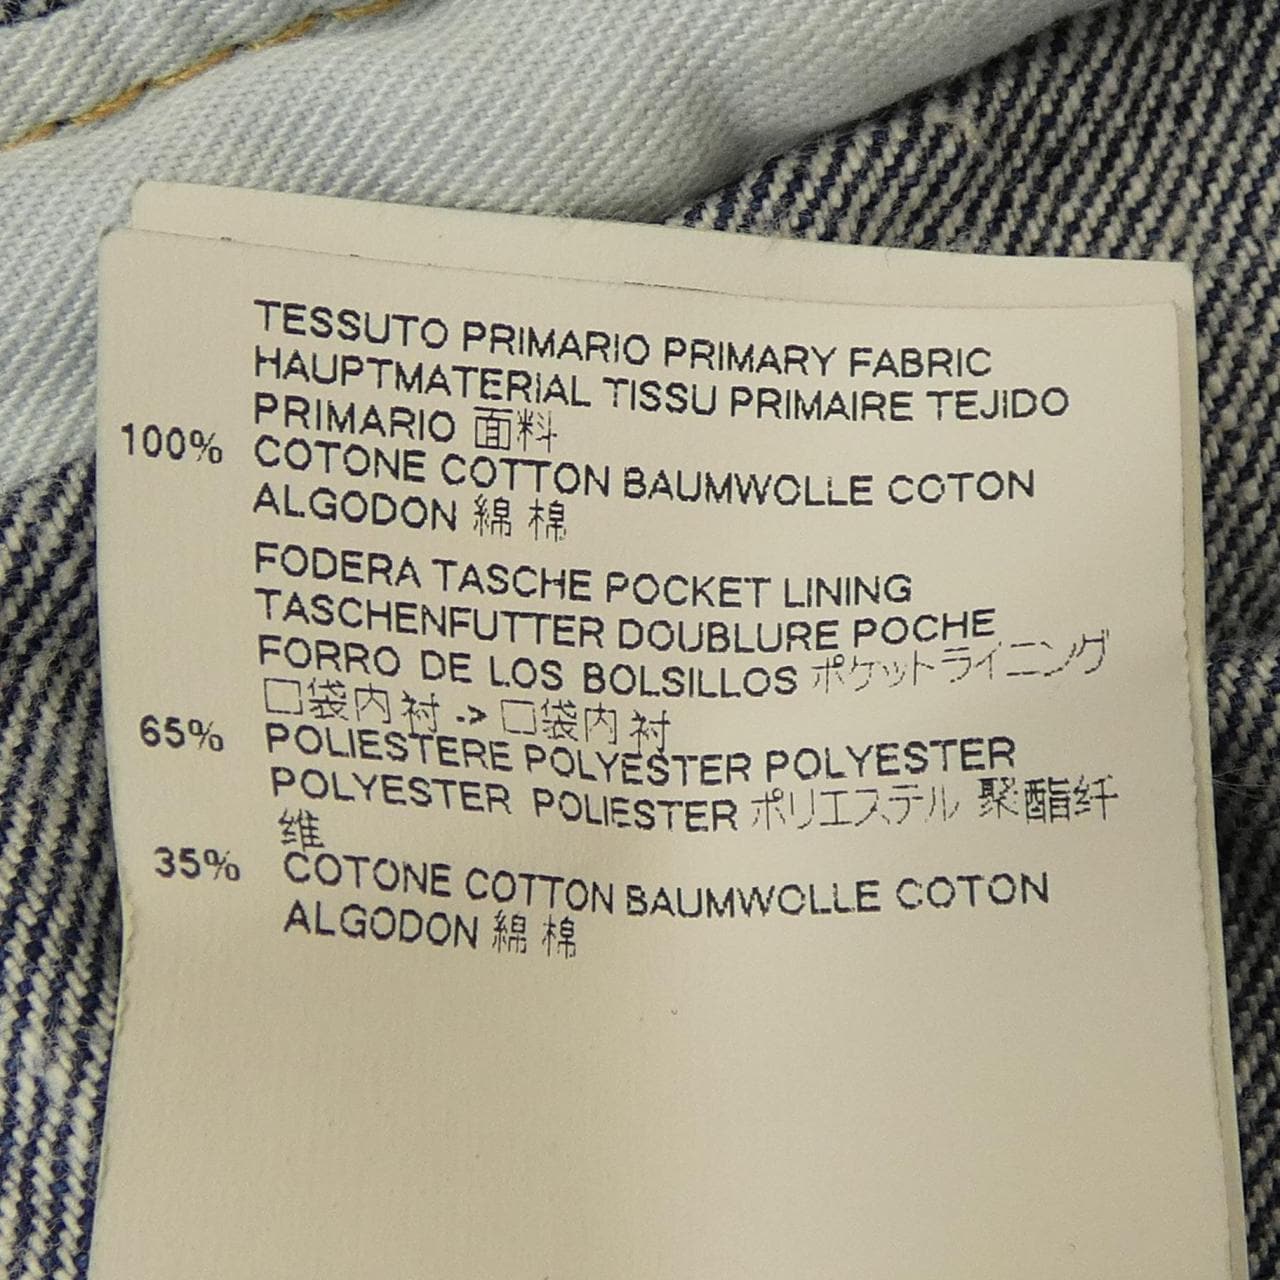 TESSUTO PRIMARIO PRIMARY FABRIC
HAUPTMATERIAL TISSU PRIMAIRE TEJIDO
PRIMARIO 面料
100% COTONE COTTON BAUMWOLLE COTON
ALGODON 綿 棉
FODERA TASCHE POCKET LINING
TASCHENFUTTER DOUBLURE POCHE
FORRO DE LOS BOLSILLOS ポケットライニング
口袋内衬 -> 口袋内衬
65% POLIESTERE POLYESTER POLYESTER
POLYESTER POLIESTER ポリエステル 聚酯纤
维
35% COTONE COTTON BAUMWOLLE COTON
ALGODON 綿 棉